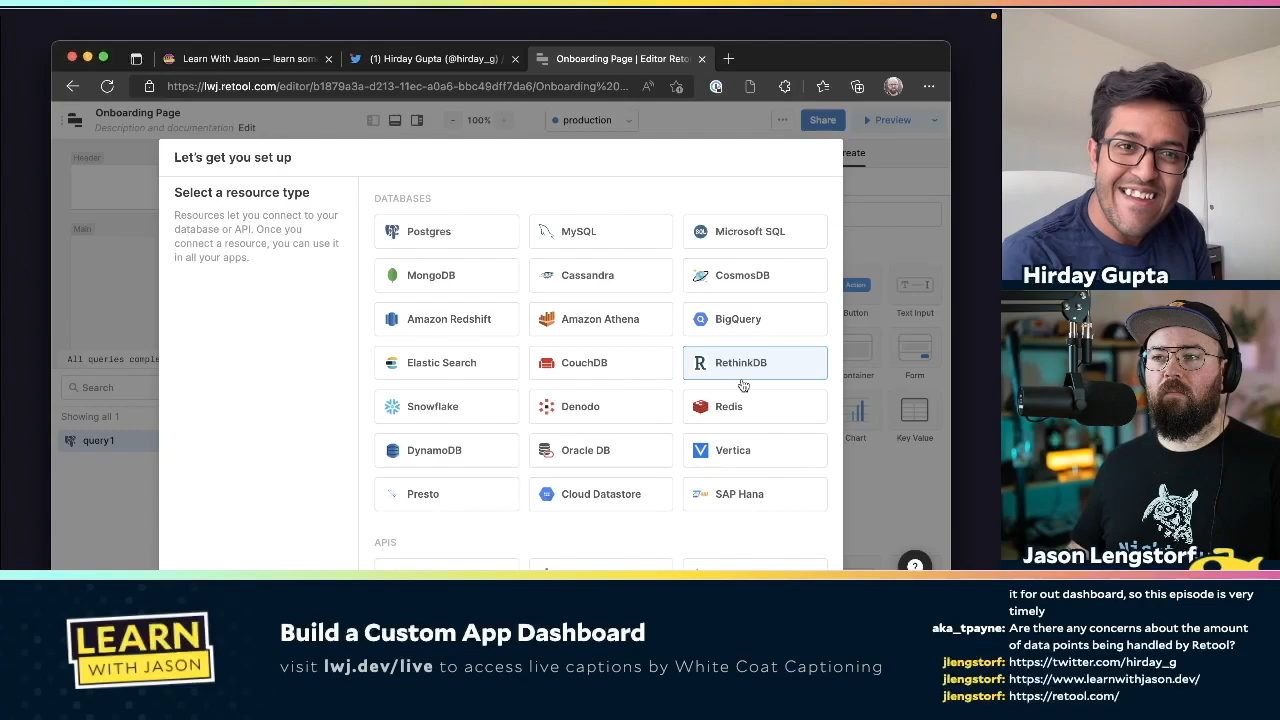 Learn With Jason — learn som
(1) Hirday Gupta (@hirday_g) /
Onboarding Page | Editor Reto
https://lwj.retool.com/editor/b1879a3a-d213-11ec-a0a6-bbc49dff7da6/Onboarding%20...
Onboarding Page
Description and documentation Edit
100%
production
Share
Preview
Let's get you set up
Header
Main
All queries comple
Search
Showing all 1
query1
Select a resource type
Resources let you connect to your
database or API. Once you
connect a resource, you can use it
in all your apps.
DATABASES
Postgres
MySQL
Microsoft SQL
MongoDB
Cassandra
CosmosDB
Amazon Redshift
Amazon Athena
BigQuery
Elastic Search
CouchDB
RethinkDB
Snowflake
Denodo
Redis
DynamoDB
Oracle DB
Vertica
Presto
Cloud Datastore
SAP Hana
APIS
reate
Action
Button
Text Input
ontainer
Form
Chart
Key Value
?
Hirday Gupta
Jason Lengstorf
LEARN
WITH JASON
Build a Custom App Dashboard
visit lwj.dev/live to access live captions by White Coat Captioning
it for out dashboard, so this episode is very
timely
aka_tpayne: Are there any concerns about the amount
of data points being handled by Retool?
jlengstorf: https://twitter.com/hirday_g
jlengstorf: https://www.learnwithjason.dev/
jlengstorf: https://retool.com/